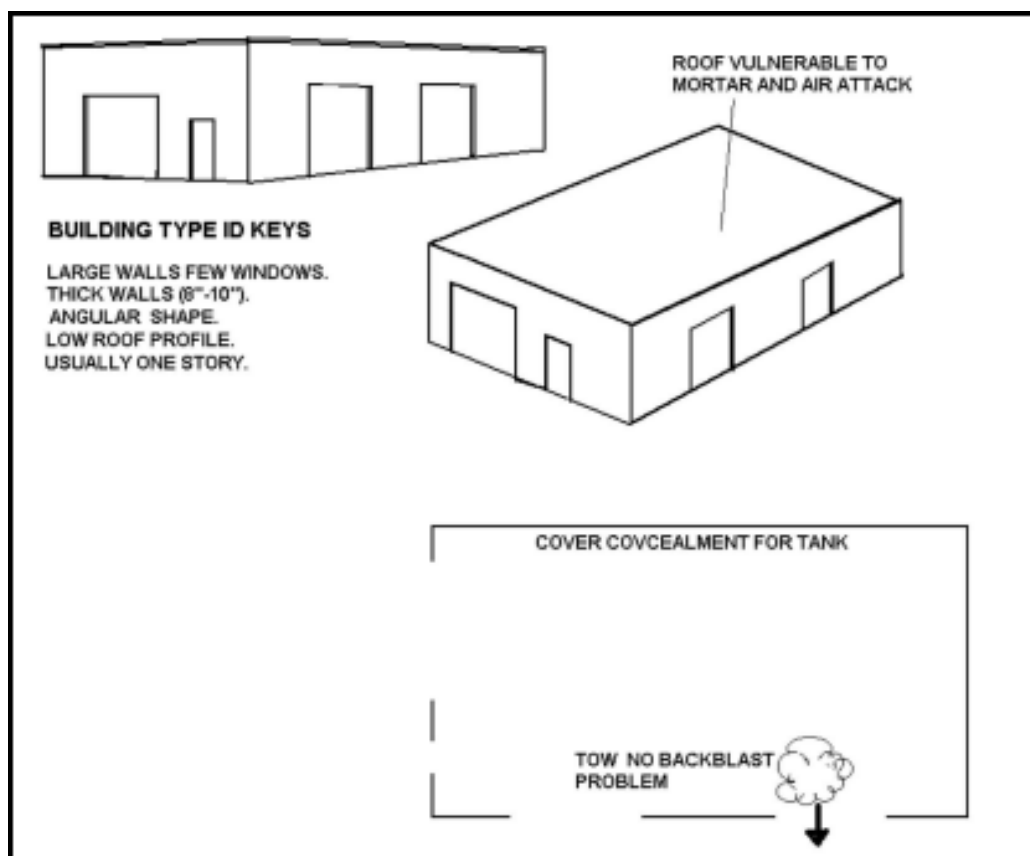 ROOF VULNERABLE TO
MORTAR AND AIR ATTACK
BUILDING TYPE ID KEYS
LARGE WALLS FEW WINDOWS.
THICK WALLS (8"-10").
ANGULAR SHAPE.
LOW ROOF PROFILE.
USUALLY ONE STORY.
COVER COVCEALMENT FOR TANK
TOW NO BACKBLAST
PROBLEM